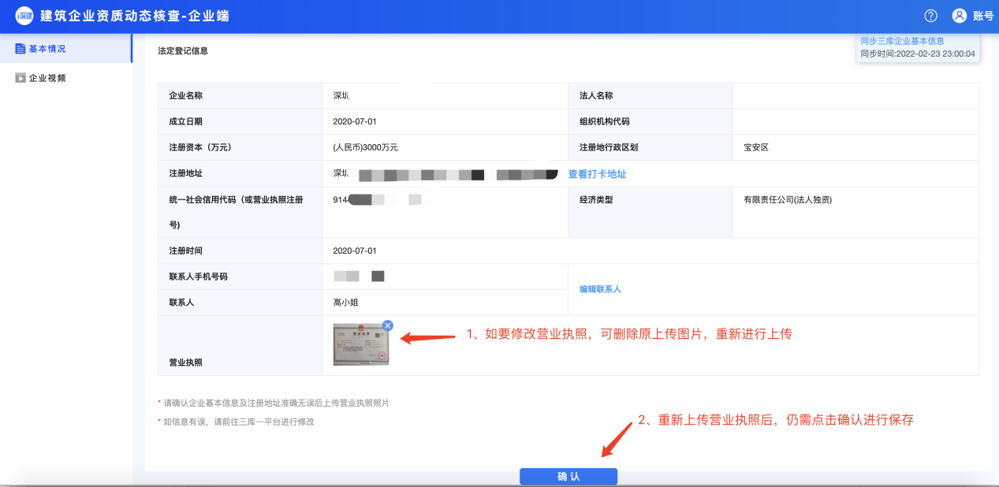 i深建 建筑企业资质动态核查-企业端
账号
基本情况
企业视频
同步三库企业基本信息
同步时间:2022-02-23 23:00:04
法定登记信息
企业名称 深圳 法人名称
成立日期 2020-07-01 组织机构代码
注册资本（万元） (人民币)3000万元 注册地行政区划 宝安区
注册地址 深圳 查看打卡地址
统一社会信用代码（或营业执照注册 914 经济类型 有限责任公司(法人独资)
号)
注册时间 2020-07-01
联系人手机号码
编辑联系人
联系人 高小姐
营业执照
1、如要修改营业执照，可删除原上传图片，重新进行上传
营业执照
* 请确认企业基本信息及注册地址准确无误后上传营业执照照片
* 如信息有误，请前往三库一平台进行修改
2、重新上传营业执照后，仍需点击确认进行保存
确 认